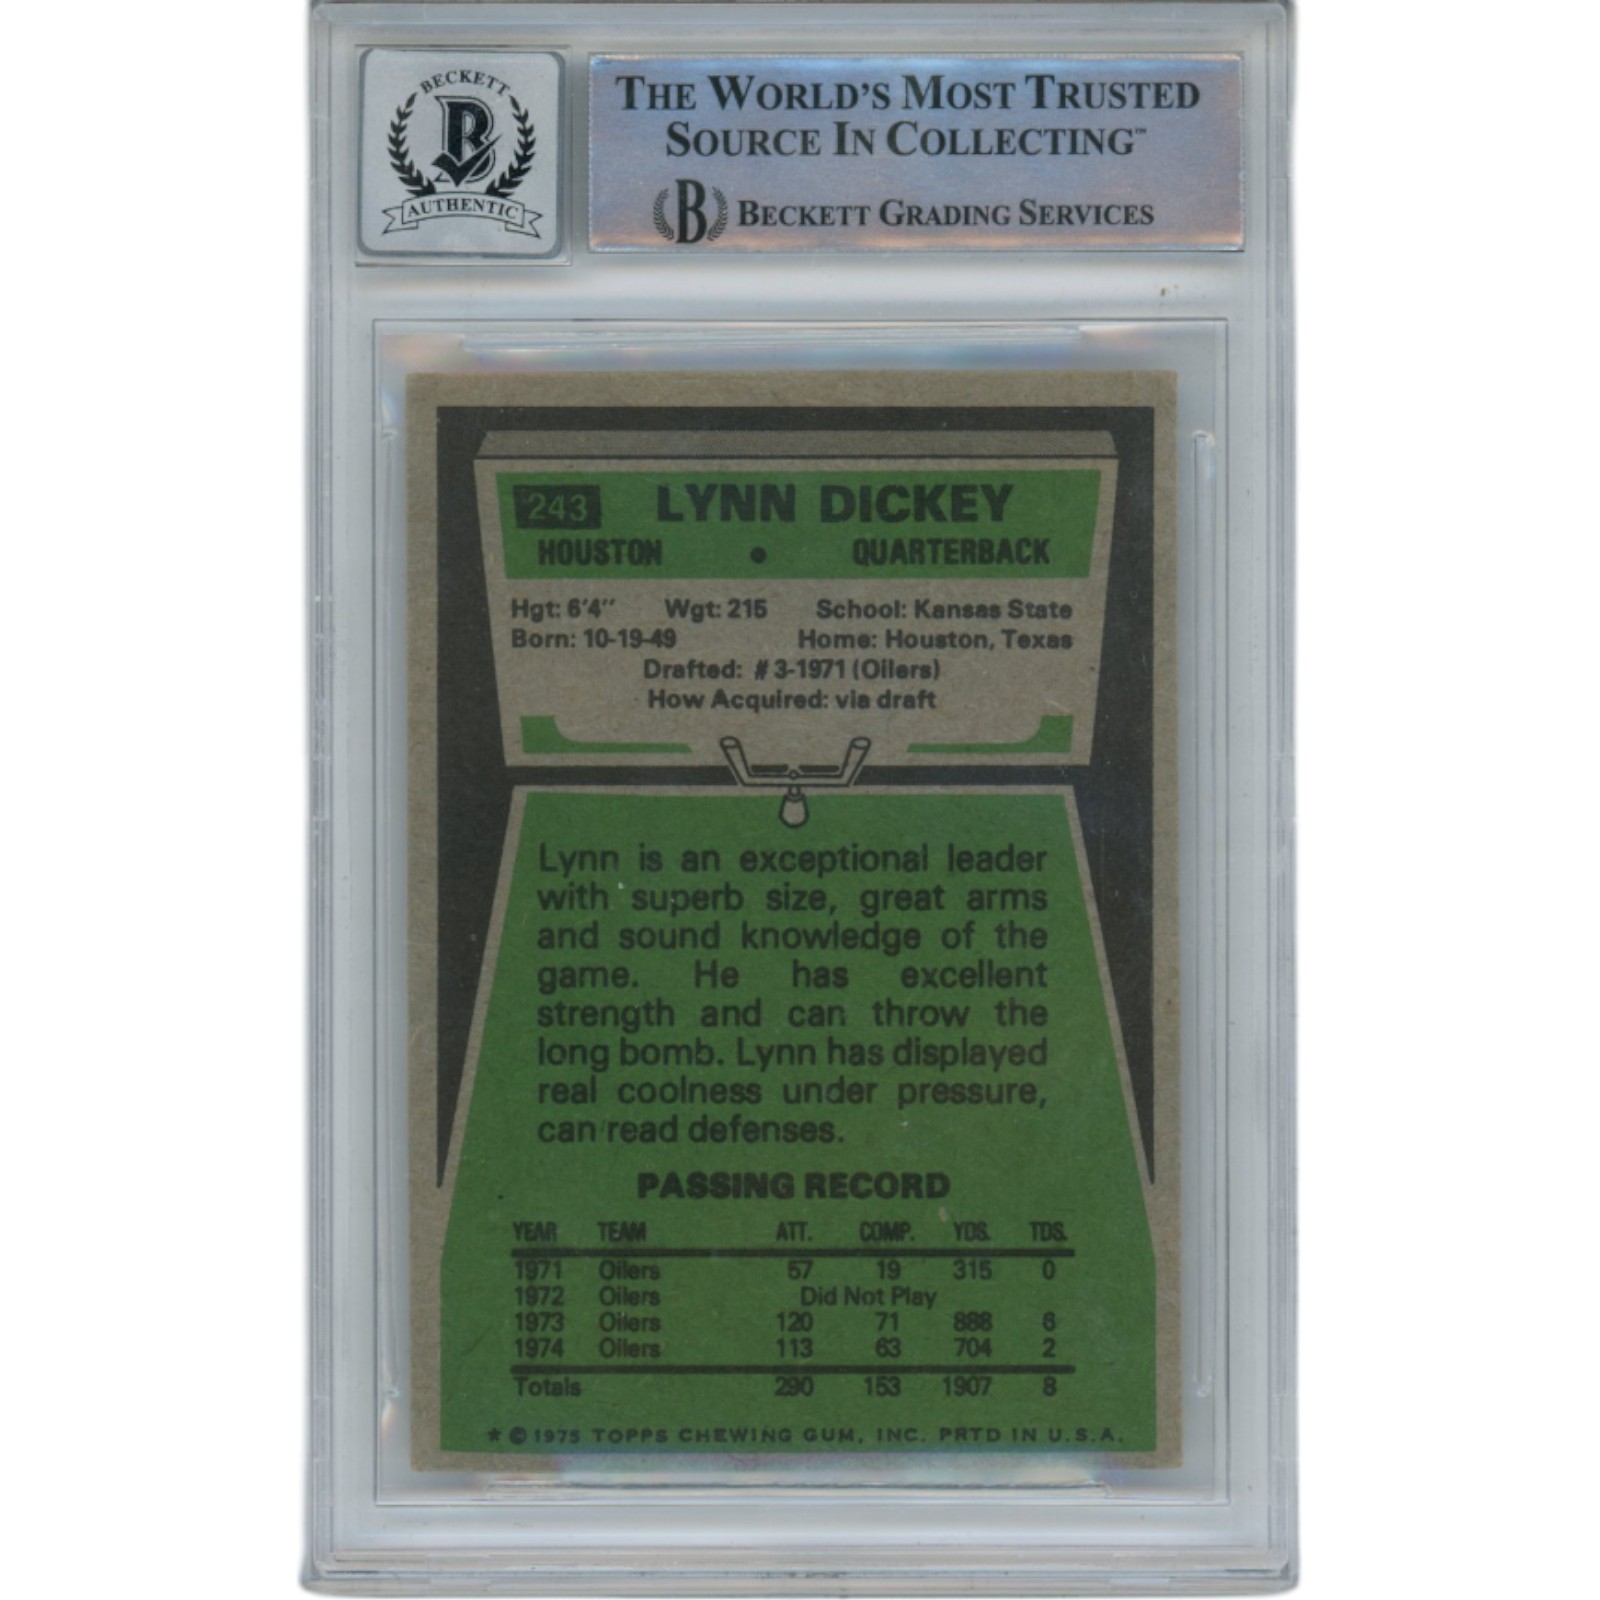 BECKETT
B
AUTHENTIC
THE WORLD'S MOST TRUSTED
SOURCE IN COLLECTING™
B BECKETT GRADING SERVICES
243 LYNN DICKEY
HOUSTON • QUARTERBACK
Hgt: 6'4" Wgt: 215 School: Kansas State
Born: 10-19-49 Home: Houston, Texas
Drafted: #3-1971 (Oilers)
How Acquired: via draft
Lynn is an exceptional leader
with superb size, great arms
and sound knowledge of the
game. He has excellent
strength and can throw the
long bomb. Lynn has displayed
real coolness under pressure,
can read defenses.
PASSING RECORD
YEAR TEAM ATT. COMP. YDS. TDS.
1971 Oilers 57 19 315 0
1972 Oilers Did Not Play
1973 Oilers 120 71 888 6
1974 Oilers 113 63 704 2
Totals 290 153 1907 8
* © 1975 TOPPS CHEWING GUM, INC. PRTD IN U.S.A.